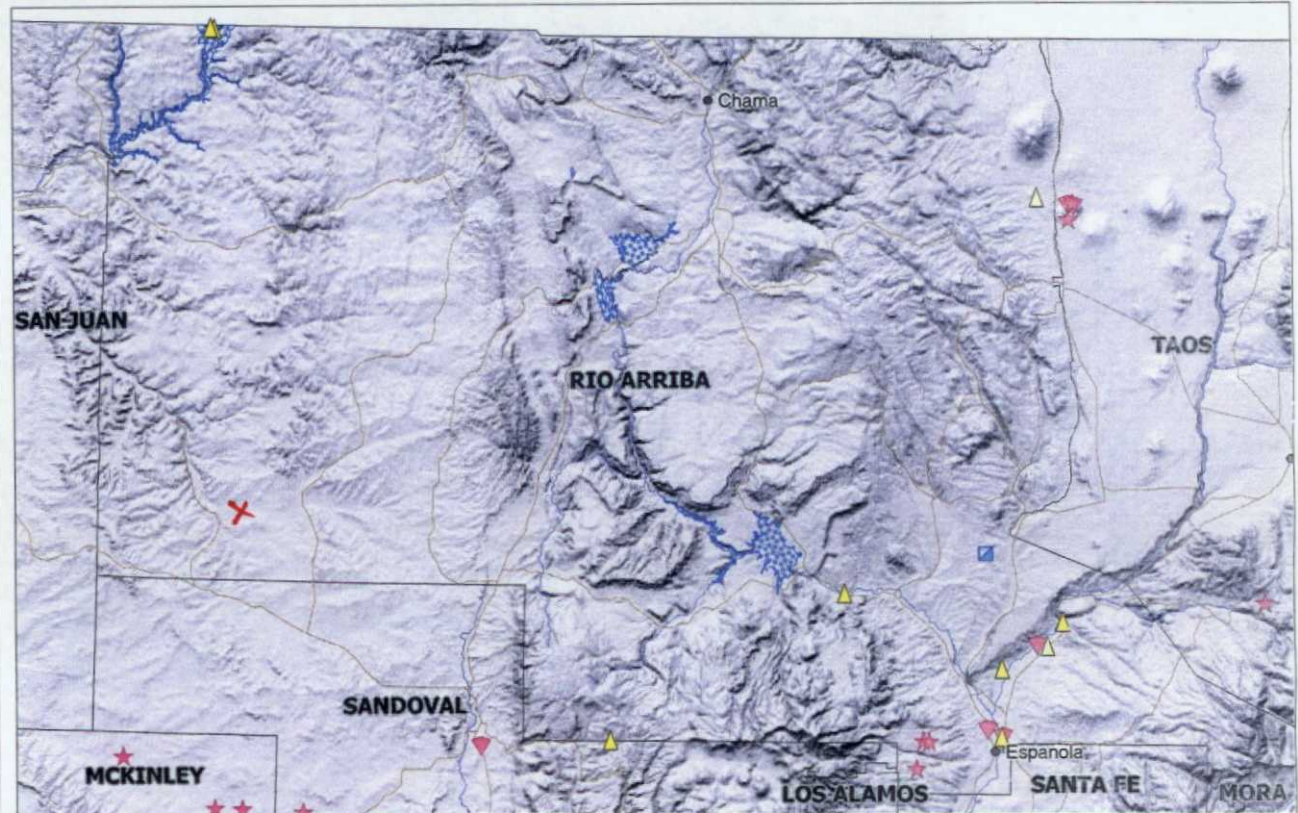 Chama
SAN JUAN
TAOS
RIO ARRIBA
SANDOVAL
Espanola
MCKINLEY
SANTA FE
LOS ALAMOS
MORA